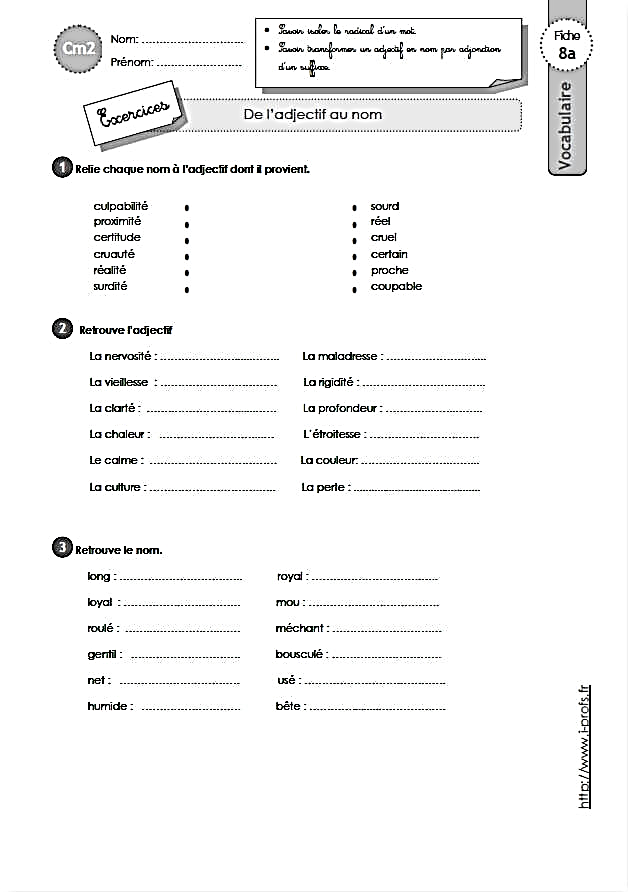 Cm2
Nom: ...............................
Prénom: ...............................
• Savoir isoler le radical d'un mot.
• Savoir transformer un adjectif en nom par adjonction
d'un suffixe.
Fiche
8a
Vocabulaire
Exercices
De l'adjectif au nom
1 Relie chaque nom à l'adjectif dont il provient.
culpabilité • • sourd
proximité • • réel
certitude • • cruel
cruauté • • certain
réalité • • proche
surdité • • coupable
2 Retrouve l'adjectif
La nervosité : ............................... La maladresse : ...............................
La vieillesse : ............................... La rigidité : ...............................
La clarté : ............................... La profondeur : ...............................
La chaleur : ............................... L'étroitesse : ...............................
Le calme : ............................... La couleur: ...............................
La culture : ............................... La perle : ...............................
3 Retrouve le nom.
long : ............................... royal : ...............................
loyal : ............................... mou : ...............................
roulé : ............................... méchant : ...............................
gentil : ............................... bousculé : ...............................
net : ............................... usé : ...............................
humide : ............................... bête : ...............................
http://www.i-profs.fr